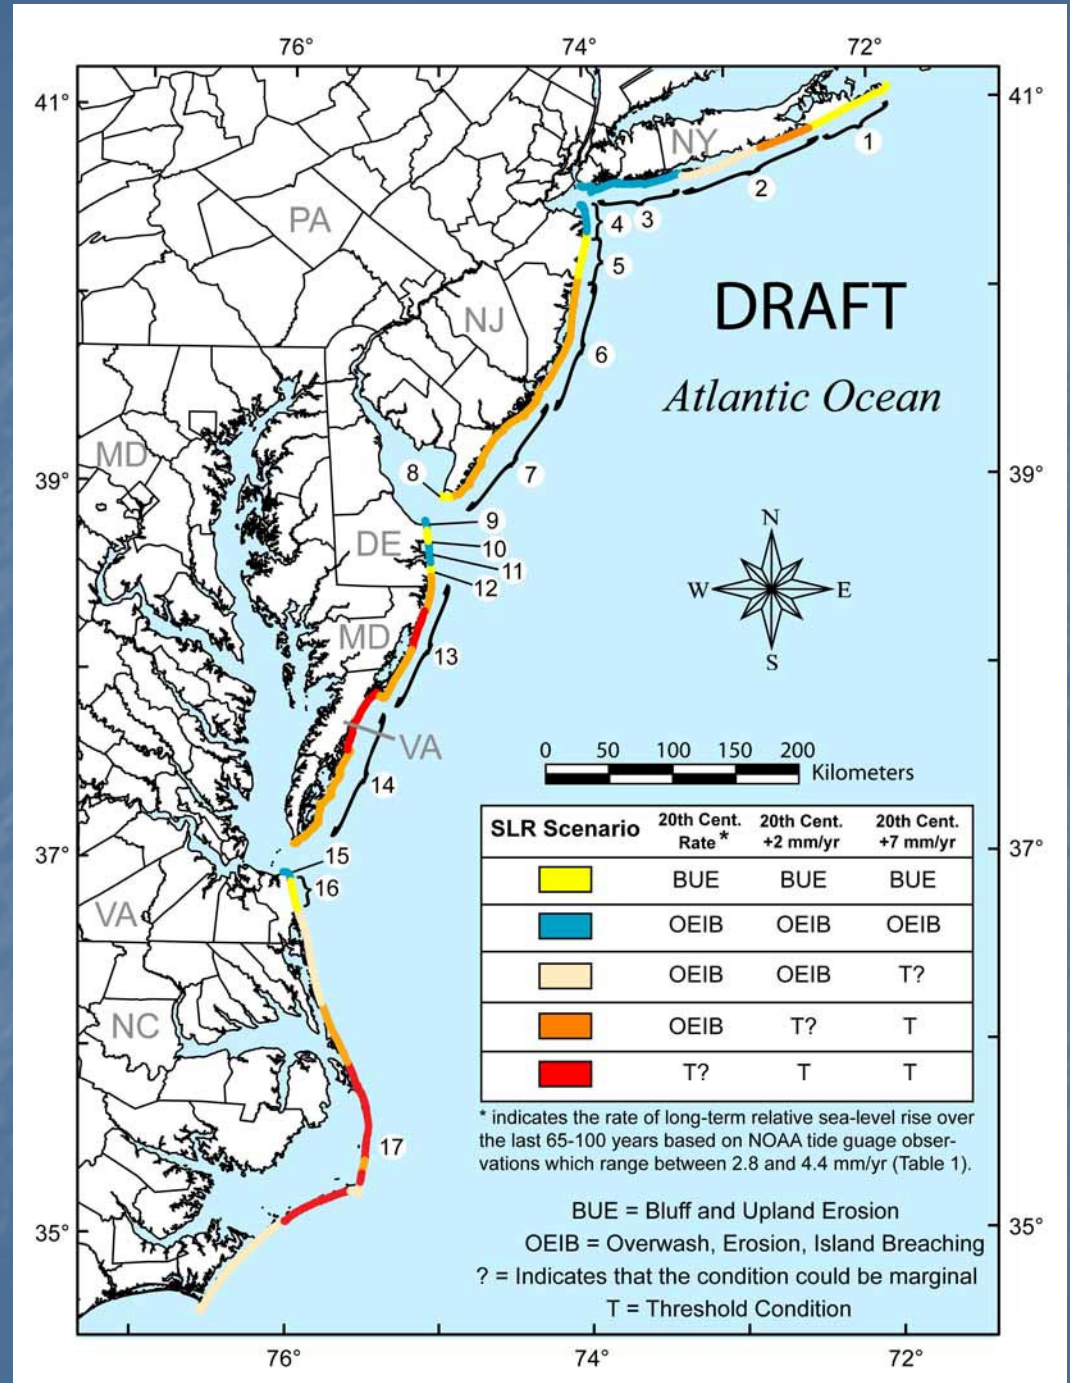 76°
74°
72°
41°
41°
NY
1
2
PA
4
3
5
DRAFT
NJ
6
Atlantic Ocean
MD
39°
39°
8
7
N
9
DE
10
11
12
W
E
MD
13
S
VA
0 50 100 150 200
Kilometers
14
SLR Scenario 20th Cent. Rate* 20th Cent. +2 mm/yr 20th Cent. +7 mm/yr
37°
37°
15
16
BUE BUE BUE
VA
OEIB OEIB OEIB
OEIB OEIB T?
NC
OEIB T? T
T? T T
* indicates the rate of long-term relative sea-level rise over
the last 65-100 years based on NOAA tide guage obser-
vations which range between 2.8 and 4.4 mm/yr (Table 1).
17
BUE = Bluff and Upland Erosion
35°
35°
OEIB = Overwash, Erosion, Island Breaching
? = Indicates that the condition could be marginal
T = Threshold Condition
76°
74°
72°